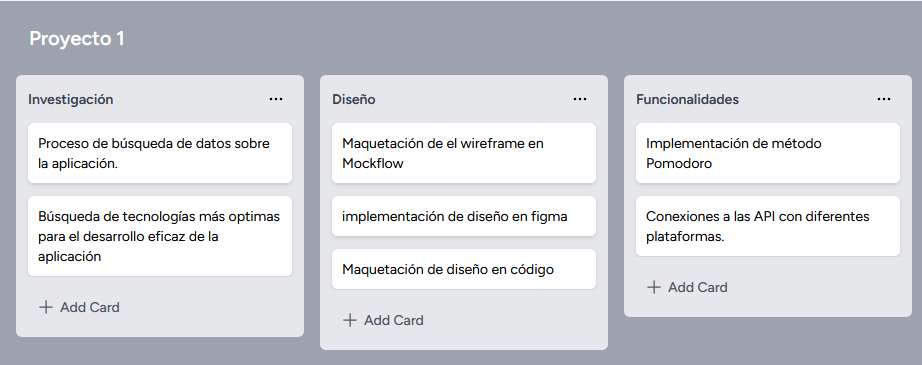 Proyecto 1
Investigación
Proceso de búsqueda de datos sobre
la aplicación.
Búsqueda de tecnologías más optimas
para el desarrollo eficaz de la
aplicación
Add Card
Diseño
Maquetación de el wireframe en
Mockflow
implementación de diseño en figma
Maquetación de diseño en código
Add Card
Funcionalidades
Implementación de método
Pomodoro
Conexiones a las API con diferentes
plataformas.
Add Card